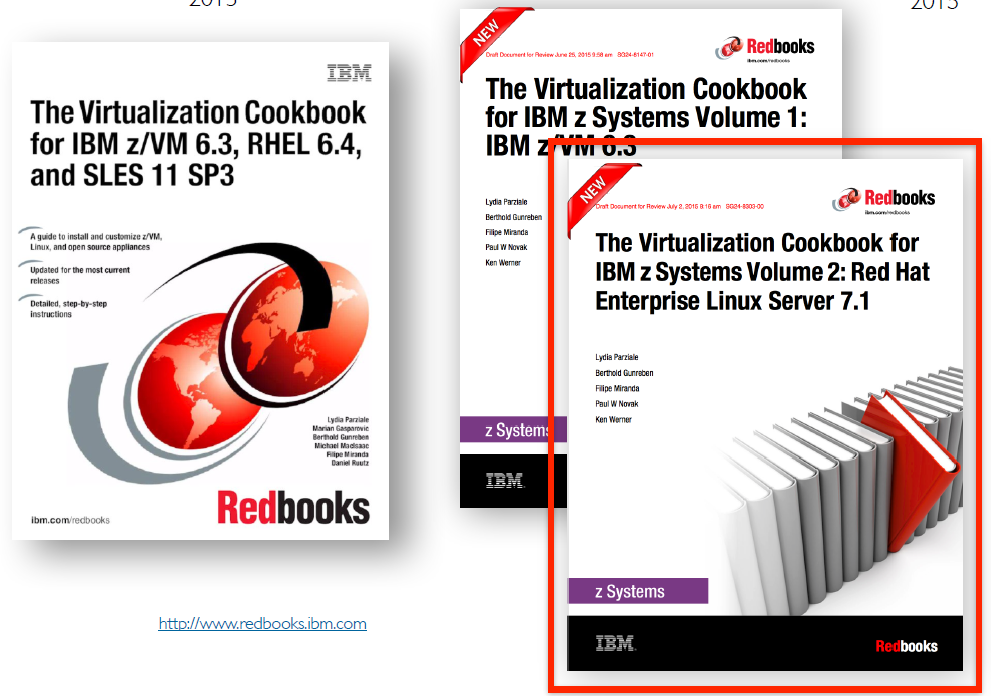 2015
2015
IBM
The Virtualization Cookbook
for IBM z/VM 6.3, RHEL 6.4,
and SLES 11 SP3
A guide to install and customize z/VM,
Linux, and open source appliances
Updated for the most current
releases
Detailed, step-by-step
instructions
Lydia Parziale
Marian Gasparovic
Berthold Gunreben
Michael MacIsaac
Filipe Miranda
Daniel Ruutz
ibm.com/redbooks
Redbooks
http://www.redbooks.ibm.com
NEW
Draft Document for Review June 25, 2015 5:58 am SG24-8147-01
Redbooks
ibm.com/redbooks
The Virtualization Cookbook
for IBM z Systems Volume 1:
IBM z/VM 6.3
Lydia Parziale
Berthold Gunreben
Filipe Miranda
Paul W Novak
Ken Werner
z Systems
IBM
NEW
Draft Document for Review July 2, 2015 9:16 am SG24-8303-00
Redbooks
ibm.com/redbooks
The Virtualization Cookbook for
IBM z Systems Volume 2: Red Hat
Enterprise Linux Server 7.1
Lydia Parziale
Berthold Gunreben
Filipe Miranda
Paul W Novak
Ken Werner
z Systems
IBM
Redbooks